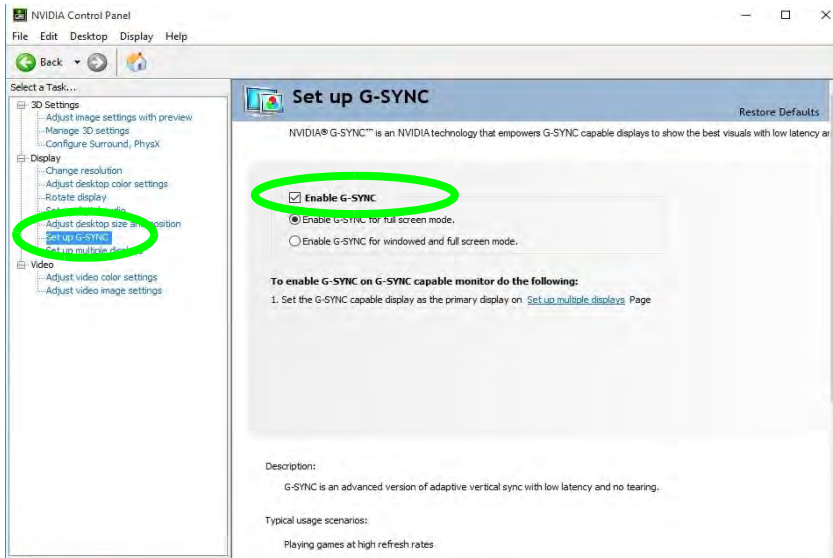 NVIDIA Control Panel
File Edit Desktop Display Help
Back
Select a Task...
3D Settings
Adjust image settings with preview
Manage 3D settings
Configure Surround, PhysX
Display
Change resolution
Adjust desktop color settings
Rotate display
Adjust desktop size and position
Set up G-SYNC
Set up multiple displays
Video
Adjust video color settings
Adjust video image settings
Set up G-SYNC
Restore Defaults
NVIDIA® G-SYNC™ is an NVIDIA technology that empowers G-SYNC capable displays to show the best visuals with low latency
Enable G-SYNC
Enable G-SYNC for full screen mode.
Enable G-SYNC for windowed and full screen mode.
To enable G-SYNC on G-SYNC capable monitor do the following:
1. Set the G-SYNC capable display as the primary display on Set up multiple displays Page
Description:
G-SYNC is an advanced version of adaptive vertical sync with low latency and no tearing.
Typical usage scenarios:
Playing games at high refresh rates